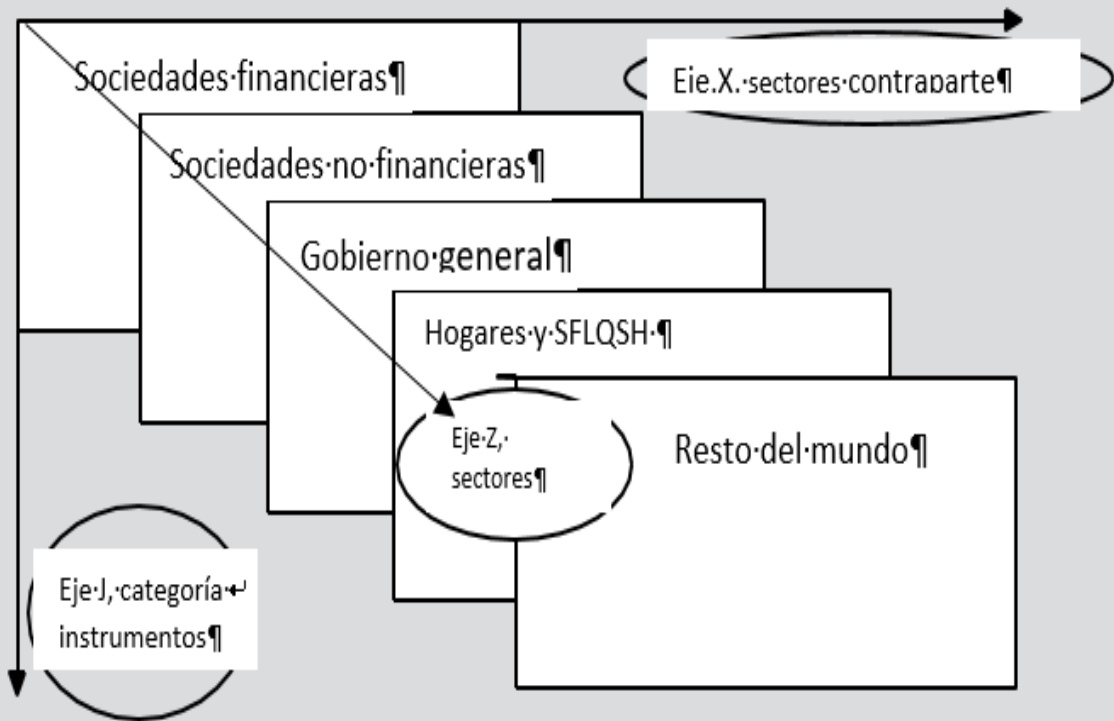 Sociedades·financieras¶
Eje.X.·sectores·contraparte¶
Sociedades·no·financieras¶
Gobierno·general¶
Hogares·y·SFLQSH·¶
Eje·Z,·
sectores¶
Resto·del·mundo¶
Eje·J,·categoría·↵
instrumentos¶